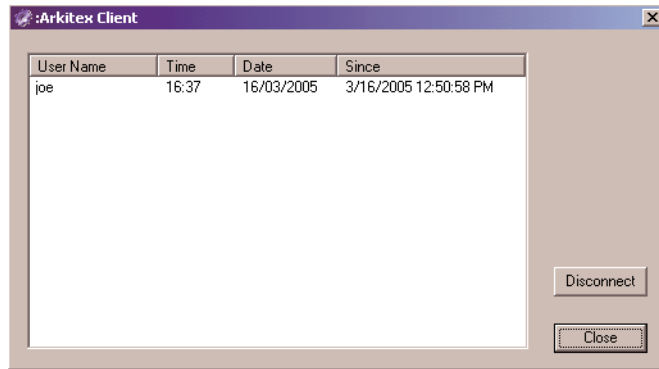 :Arkitex Client
User Name Time Date Since
joe 16:37 16/03/2005 3/16/2005 12:50:58 PM
Disconnect
Close